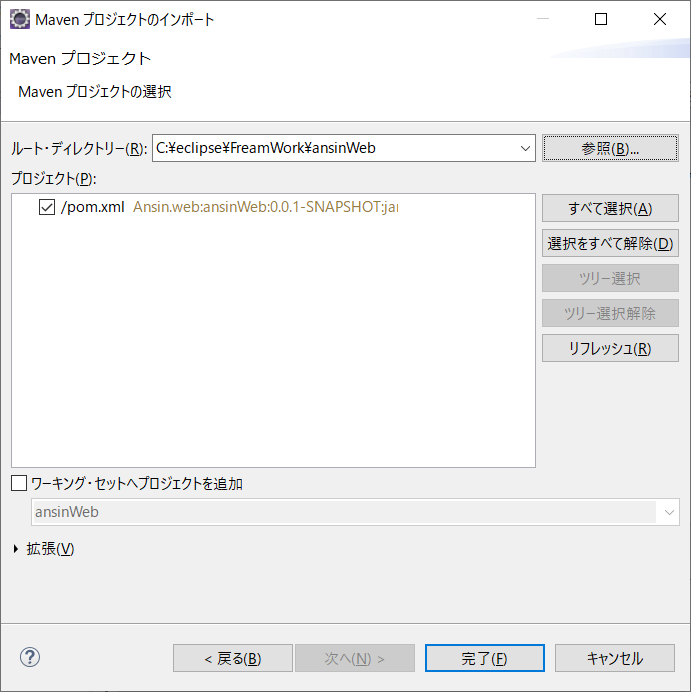 Maven プロジェクトのインポート
Maven プロジェクト
Maven プロジェクトの選択
ルート・ディレクトリー(R): C:¥eclipse¥FreamWork¥ansinWeb 参照(B)...
プロジェクト(P):
/pom.xml Ansin.web:ansinWeb:0.0.1-SNAPSHOT:jar
すべて選択(A)
選択をすべて解除(D)
ツリー選択
ツリー選択解除
リフレッシュ(R)
ワーキング・セットへプロジェクトを追加
ansinWeb
拡張(V)
? < 戻る(B) 次へ(N) > 完了(F) キャンセル